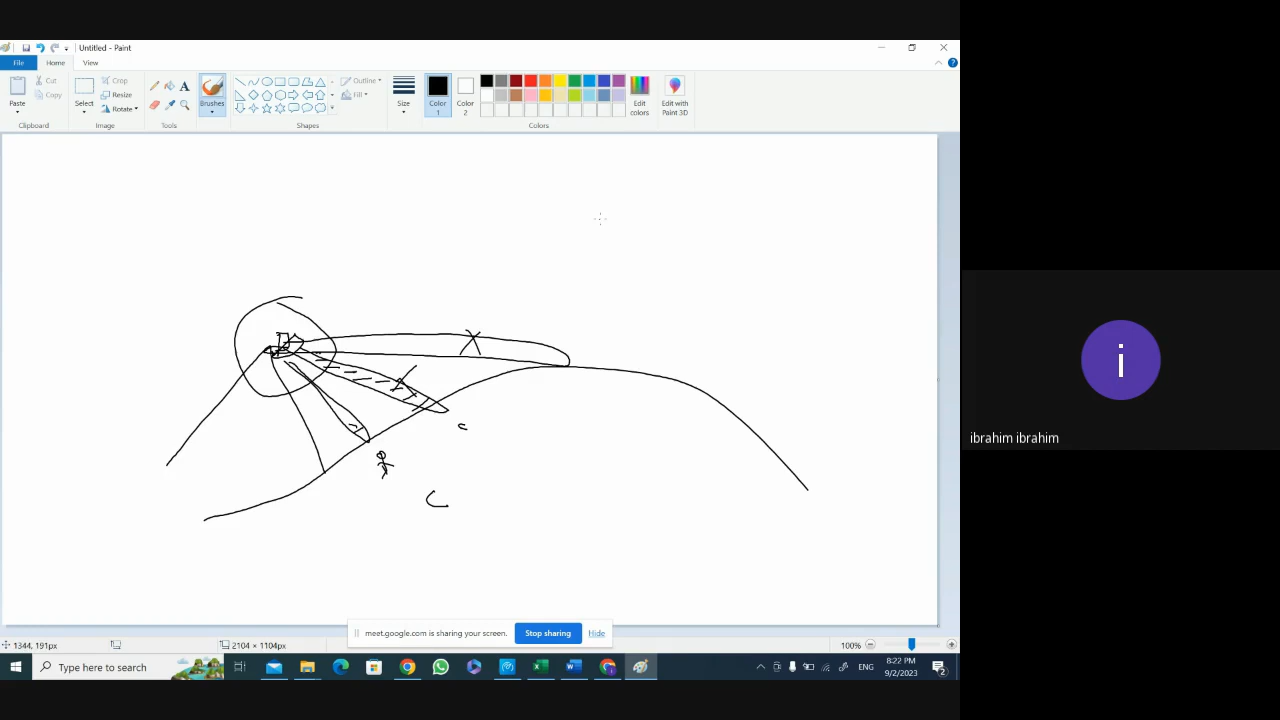 Untitled - Paint
File
Home
View
Paste
Cut
Copy
Clipboard
Select
Crop
Resize
Rotate
Image
A
Tools
Brushes
Shapes
Outline
Fill
Size
Color 1
Color 2
Colors
Edit colors
Edit with Paint 3D
X
ibrahim ibrahim
i
meet.google.com is sharing your screen.
Stop sharing
Hide
1344, 191px
2104 × 1104px
100%
Type here to search
ENG
8:22 PM
9/2/2023
2